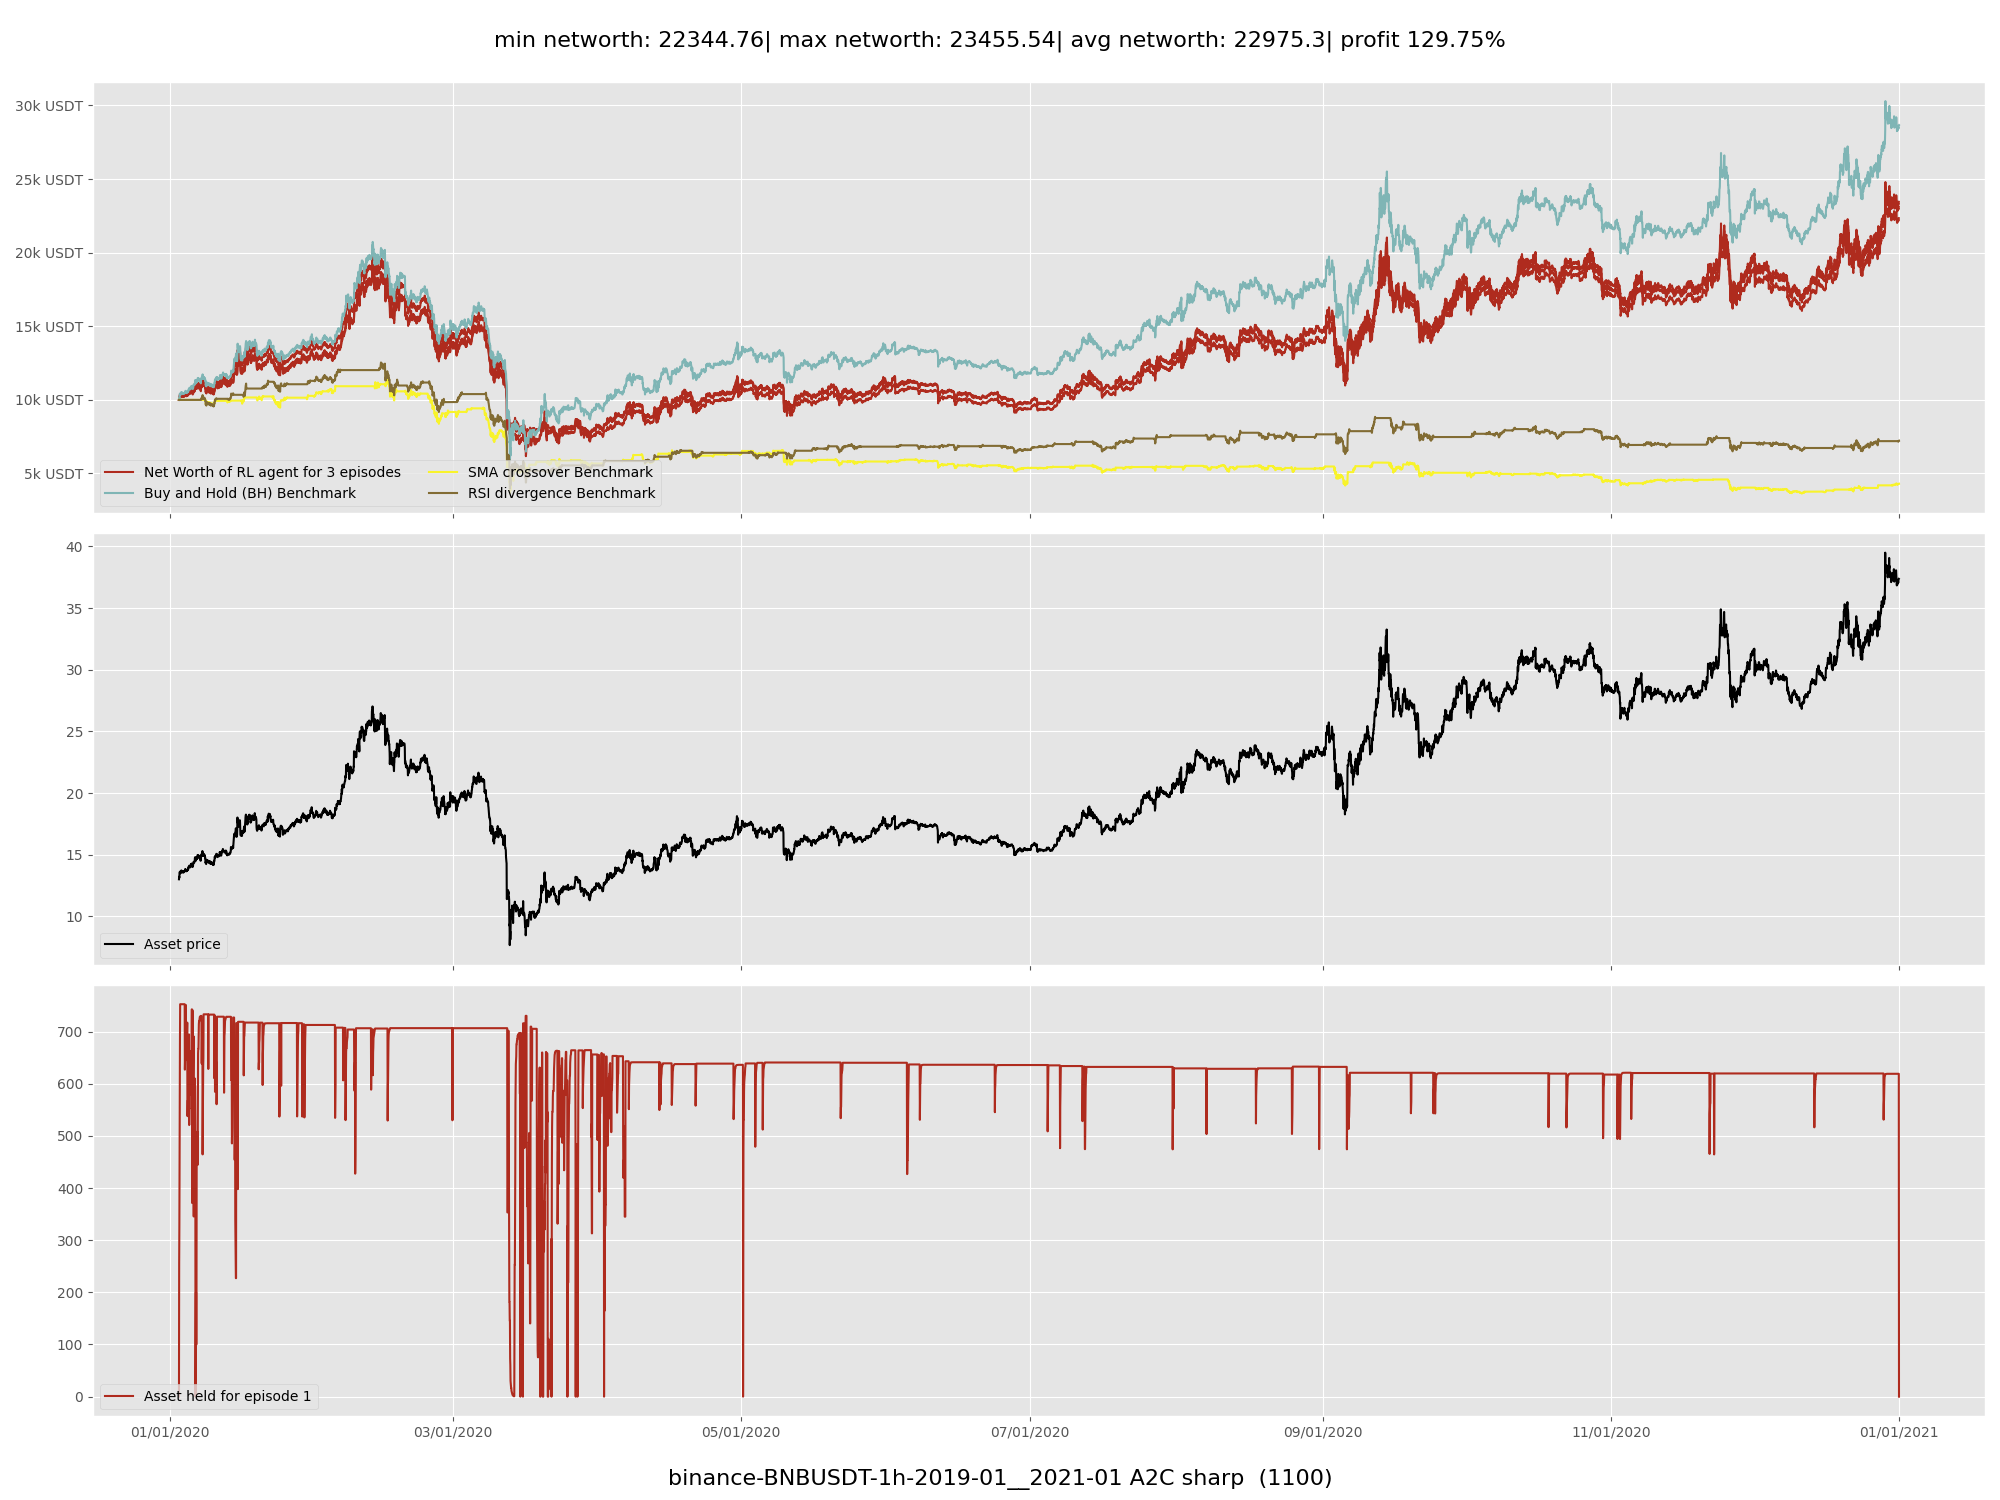 min networth: 22344.76| max networth: 23455.54| avg networth: 22975.3| profit 129.75%
30k USDT
25k USDT
20k USDT
15k USDT
10k USDT
5k USDT
Net Worth of RL agent for 3 episodes
Buy and Hold (BH) Benchmark
SMA crossover Benchmark
RSI divergence Benchmark
40
35
30
25
20
15
10
Asset price
700
600
500
400
300
200
100
0
Asset held for episode 1
01/01/2020 03/01/2020 05/01/2020 07/01/2020 09/01/2020 11/01/2020 01/01/2021
binance-BNBUSDT-1h-2019-01__2021-01 A2C sharp (1100)